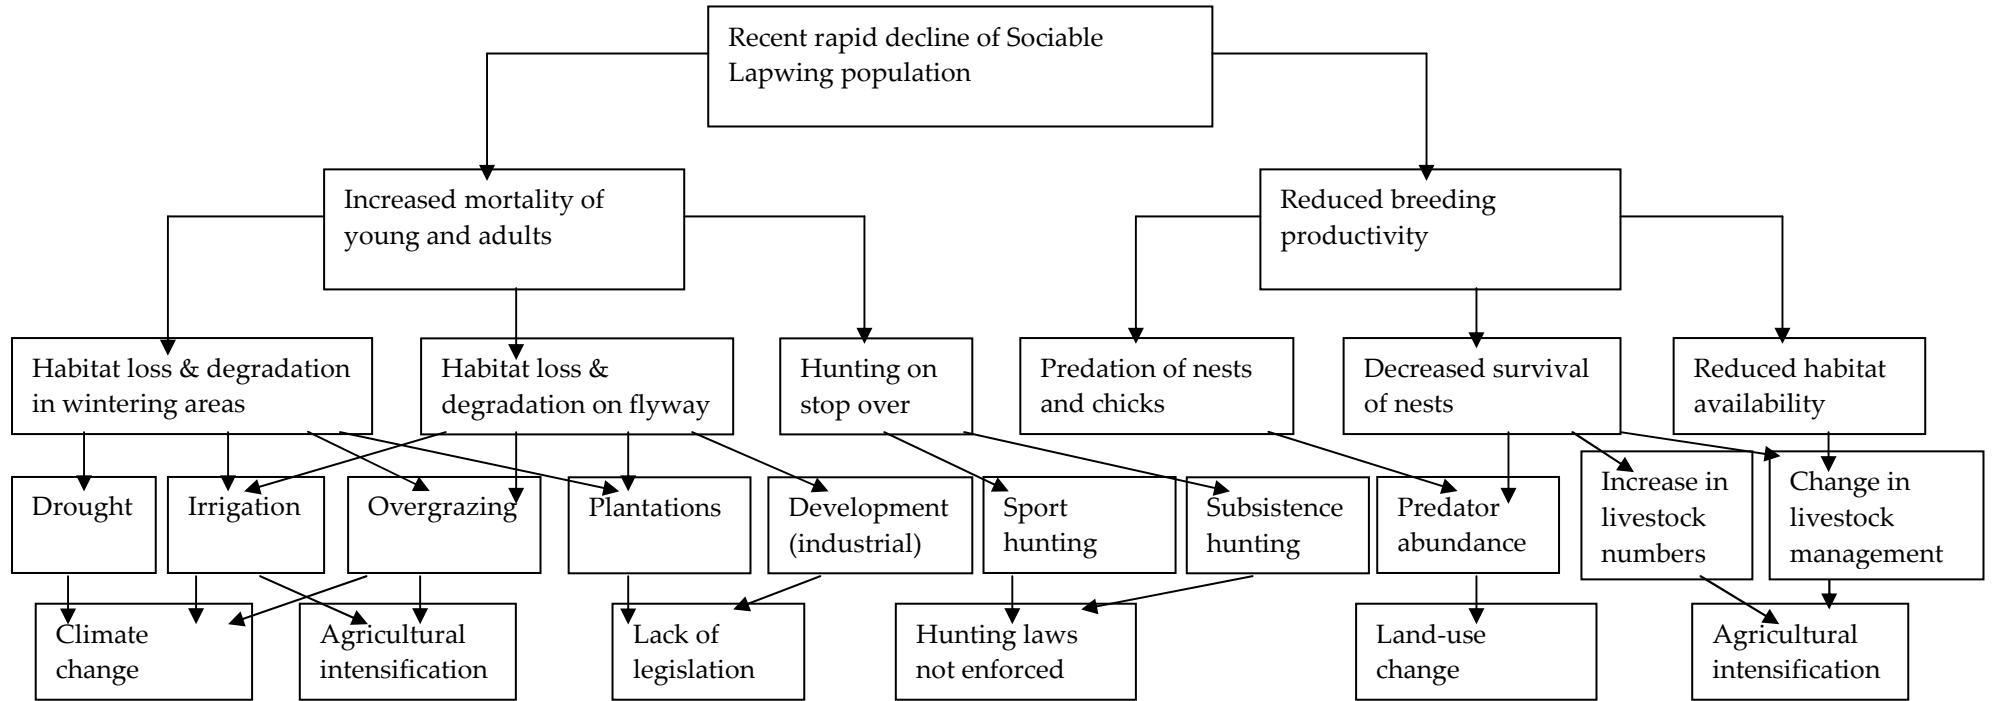 Recent rapid decline of Sociable
Lapwing population
Increased mortality of
young and adults
Reduced breeding
productivity
Habitat loss & degradation
in wintering areas
Habitat loss &
degradation on flyway
Hunting on
stop over
Predation of nests
and chicks
Decreased survival
of nests
Reduced habitat
availability
Drought
Irrigation
Overgrazing
Plantations
Development
(industrial)
Sport
hunting
Subsistence
hunting
Predator
abundance
Increase in
livestock
numbers
Change in
livestock
management
Climate
change
Agricultural
intensification
Lack of
legislation
Hunting laws
not enforced
Land-use
change
Agricultural
intensification